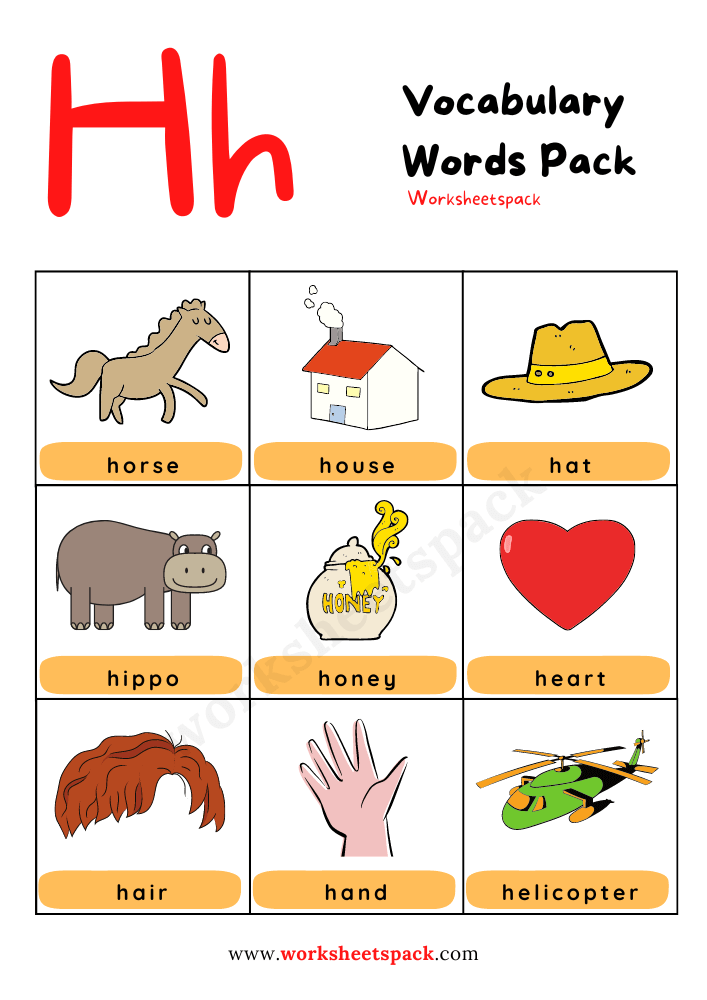 Hh
Vocabulary
Words Pack
Worksheetspack
horse
house
hat
hippo
HONEY
honey
heart
hair
hand
helicopter
worksheetspack
www.worksheetspack.com